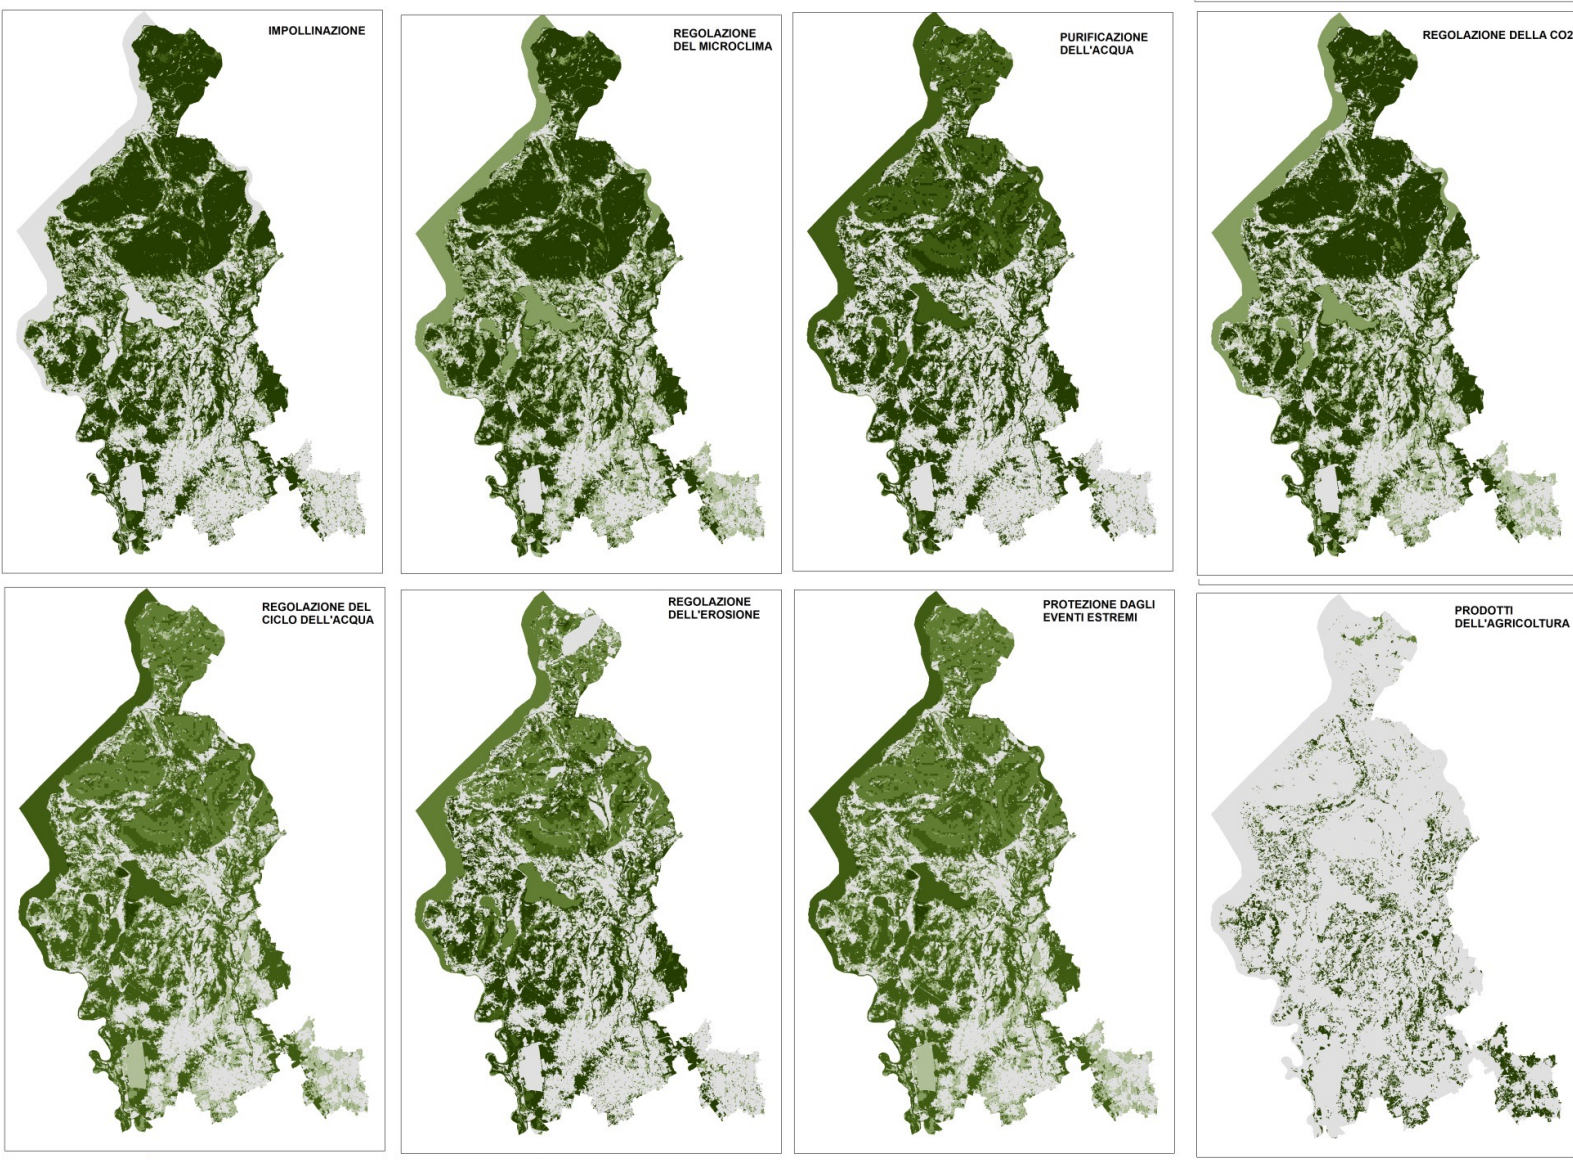 IMPOLLINAZIONE
REGOLAZIONE
DEL MICROCLIMA
PURIFICAZIONE
DELL'ACQUA
REGOLAZIONE DELLA CO2
REGOLAZIONE DEL
CICLO DELL'ACQUA
REGOLAZIONE
DELL'EROSIONE
PROTEZIONE DAGLI
EVENTI ESTREMI
PRODOTTI
DELL'AGRICOLTURA